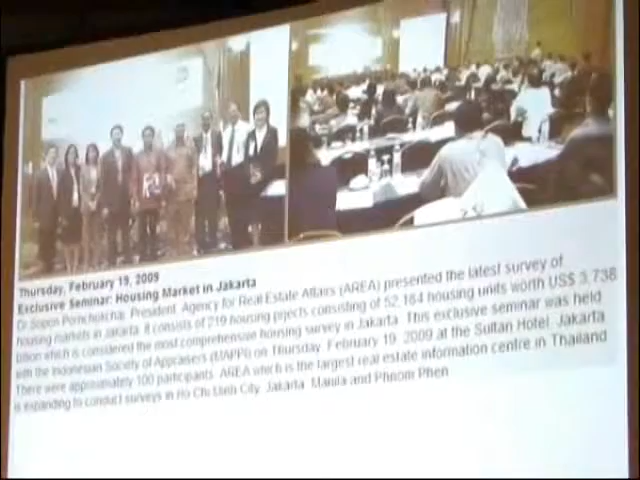 Thursday, February 19, 2009
Exclusive Seminar: Housing Market in Jakarta
Dr.Sopon Pornchokchai, President, Agency for Real Estate Affairs (AREA) presented the latest survey of
housing markets in Jakarta. It consists of 219 housing projects consisting of 52,184 housing units worth US$ 3,738
billion which is considered the most comprehensive housing survey in Jakarta. This exclusive seminar was held
with the Indonesian Society of Appraisers (MAPPI) on Thursday, February 19, 2009 at the Sultan Hotel, Jakarta
There were approximately 100 participants. AREA which is the largest real estate information centre in Thailand
is expanding to conduct surveys in Ho Chi Minh City, Jakarta, Manila and Phnom Phen